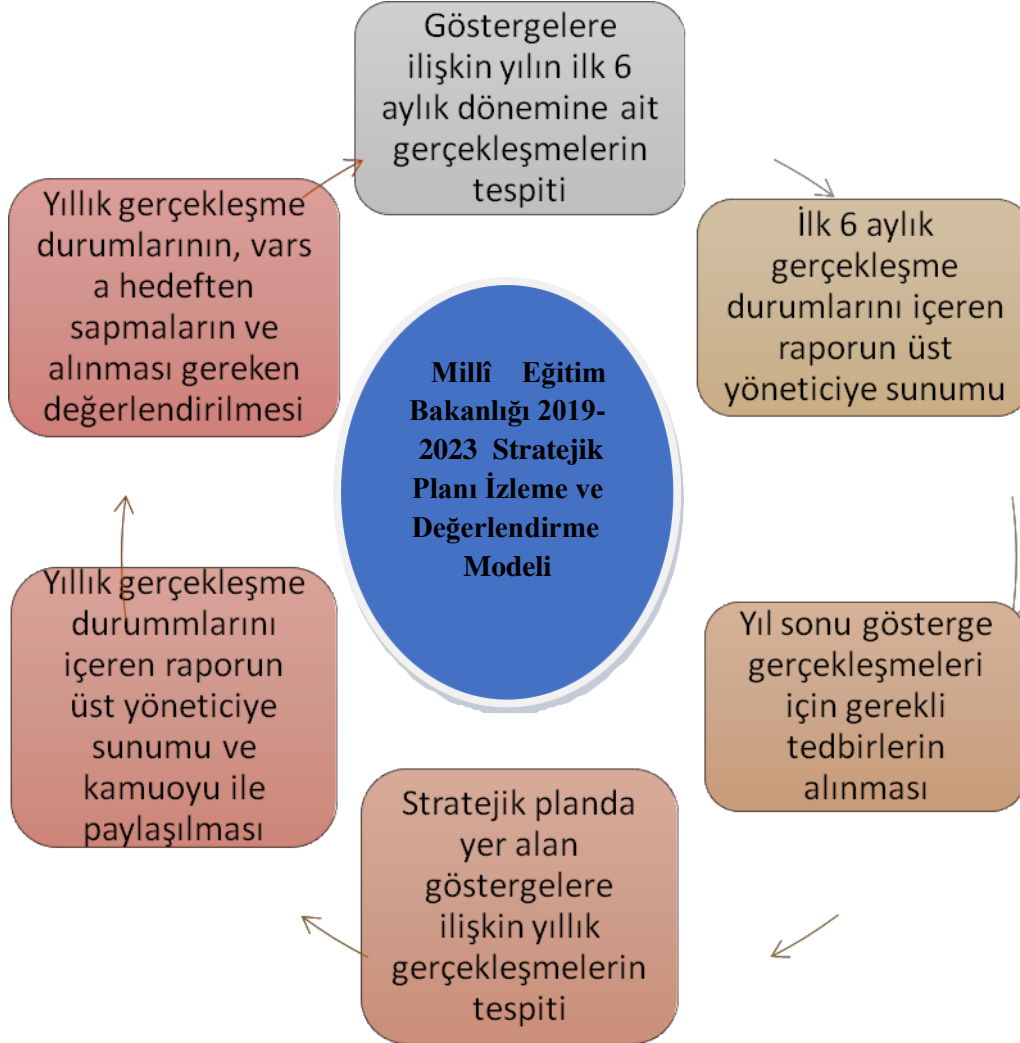 Göstergelere
ilişkin yılın ilk 6
aylık dönemine ait
gerçekleşmelerin
tespiti
İlk 6 aylık
gerçekleşme
durumlarını içeren
raporun üst
yöneticiye sunumu
Yıl sonu gösterge
gerçekleşmeleri
için gerekli
tedbirlerin
alınması
Stratejik planda
yer alan
göstergelere
ilişkin yıllık
gerçekleşmelerin
tespiti
Yıllık gerçekleşme
durummlarını
içeren raporun
üst yöneticiye
sunumu ve
kamuoyu ile
paylaşılması
Yıllık gerçekleşme
durumlarının, vars
a hedeften
sapmaların ve
alınması gereken
değerlendirilmesi
Millî Eğitim
Bakanlığı 2019-
2023 Stratejik
Planı İzleme ve
Değerlendirme
Modeli